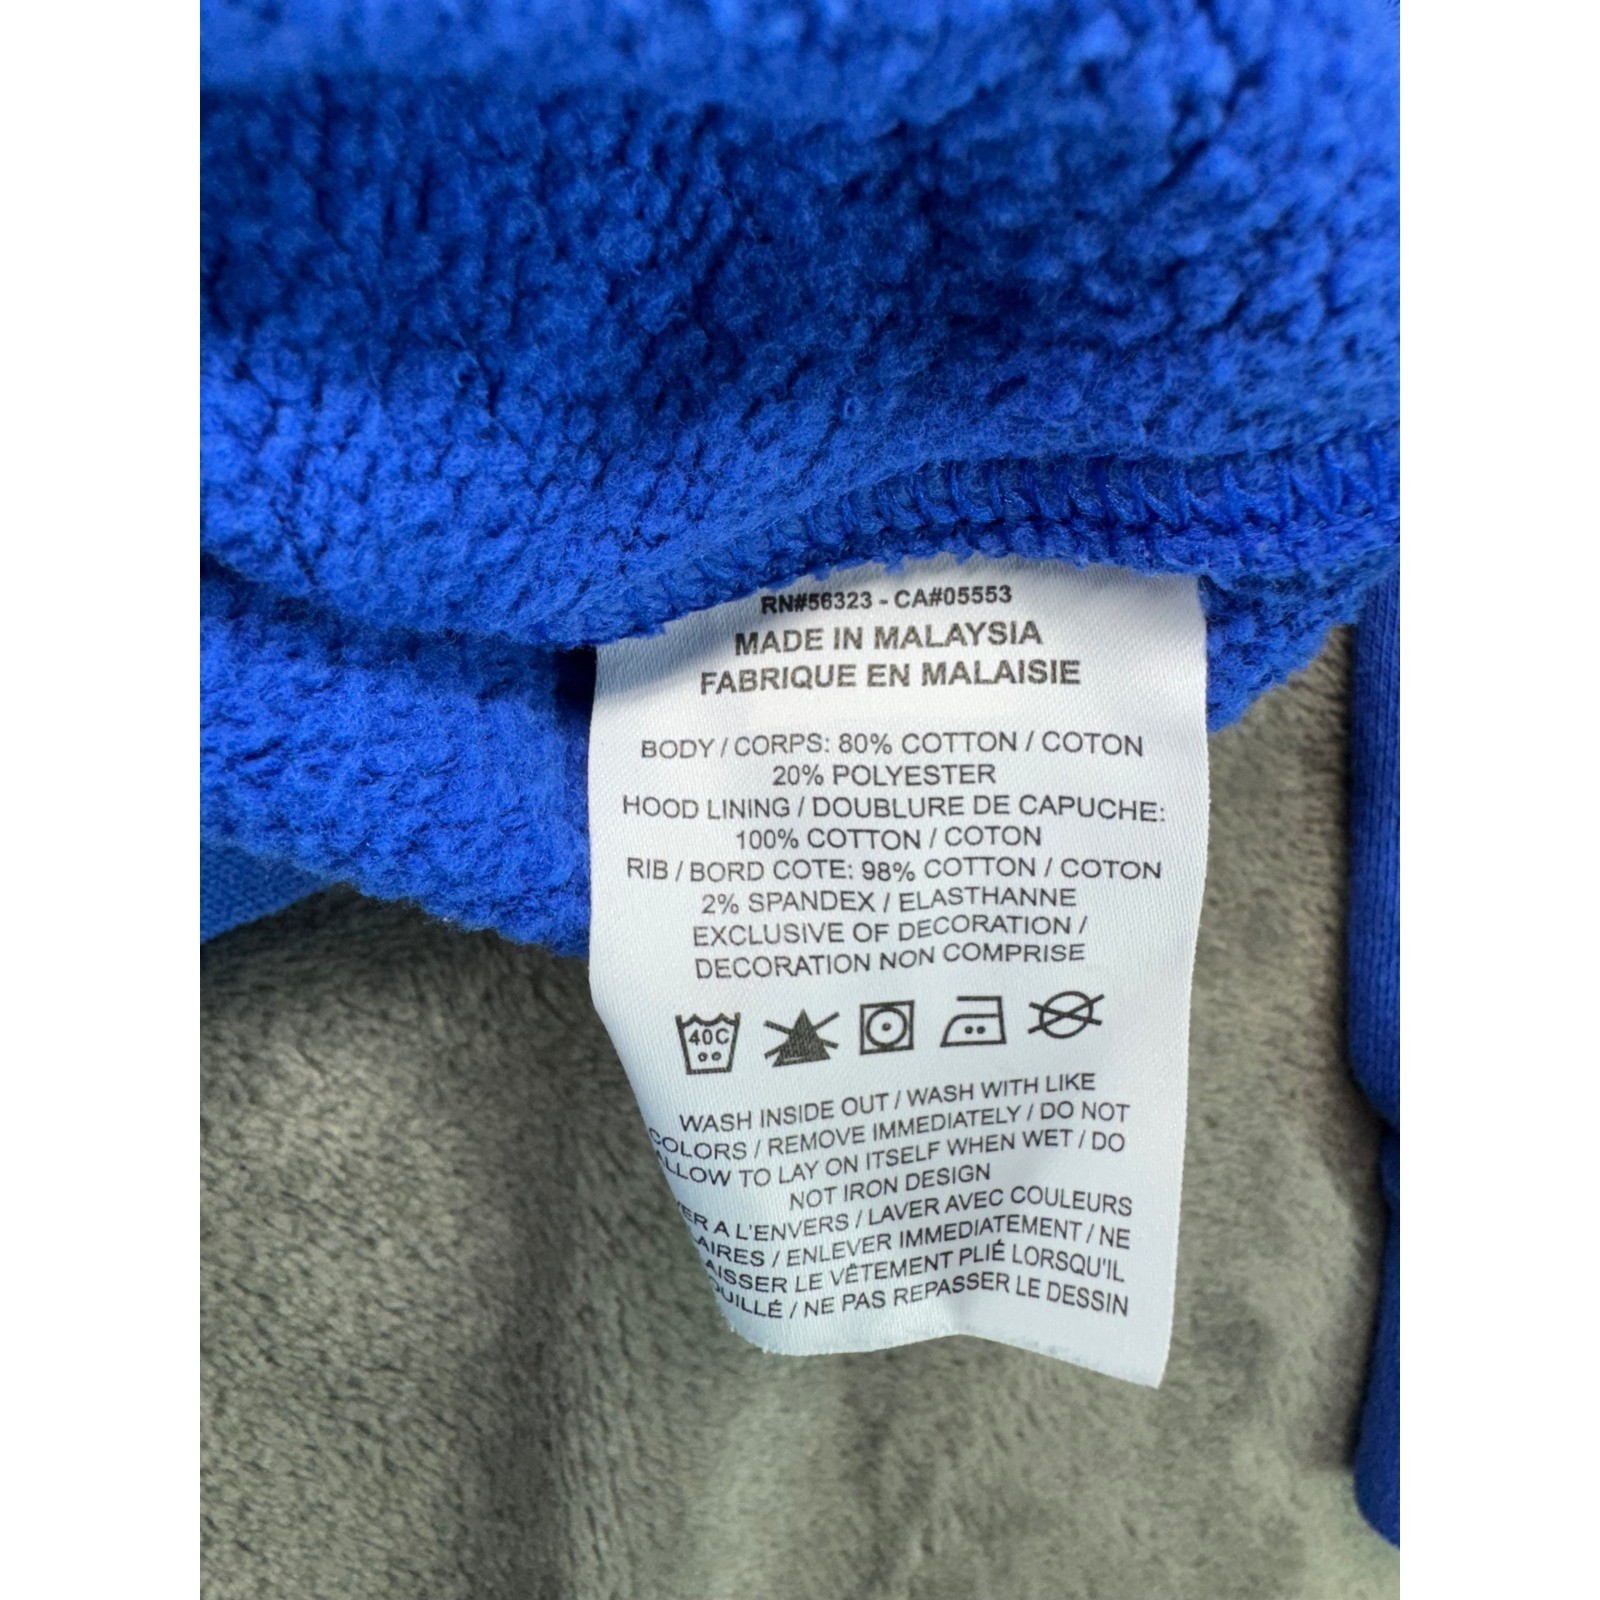 RN#56323 - CA#05553
MADE IN MALAYSIA
FABRIQUE EN MALAISIE
BODY / CORPS: 80% COTTON / COTON
20% POLYESTER
HOOD LINING / DOUBLURE DE CAPUCHE:
100% COTTON / COTON
RIB / BORD COTE: 98% COTTON / COTON
2% SPANDEX / ELASTHANNE
EXCLUSIVE OF DECORATION /
DECORATION NON COMPRISE
40C
WASH INSIDE OUT / WASH WITH LIKE
COLORS / REMOVE IMMEDIATELY / DO NOT
TO LAY ON ITSELF WHEN WET / DO
NOT IRON DESIGN
A L'ENVERS / LAVER AVEC COULEURS
/ ENLEVER IMMEDIATEMENT / NE
LE VÊTEMENT PLIÉ LORSQU'IL
/ NE PAS REPASSER LE DESSIN